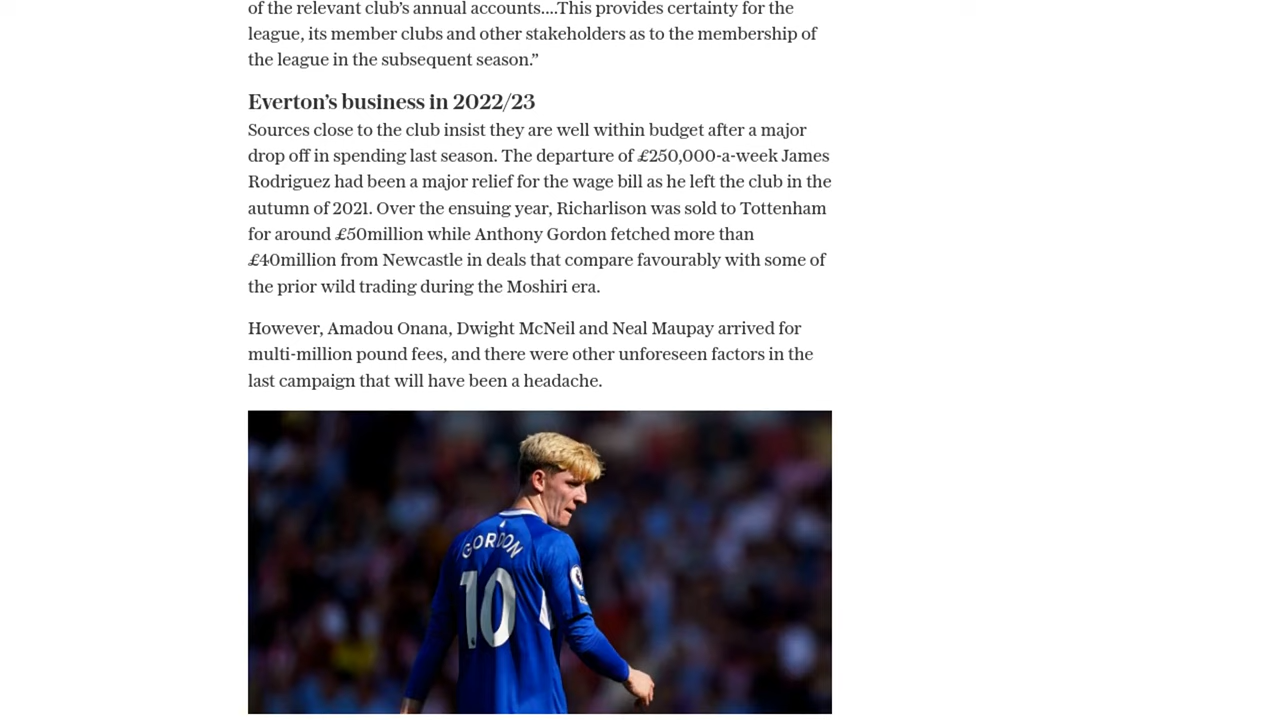 of the relevant club’s annual accounts....This provides certainty for the
league, its member clubs and other stakeholders as to the membership of
the league in the subsequent season.”
Everton’s business in 2022/23
Sources close to the club insist they are well within budget after a major
drop off in spending last season. The departure of £250,000-a-week James
Rodriguez had been a major relief for the wage bill as he left the club in the
autumn of 2021. Over the ensuing year, Richarlison was sold to Tottenham
for around £50million while Anthony Gordon fetched more than
£40million from Newcastle in deals that compare favourably with some of
the prior wild trading during the Moshiri era.
However, Amadou Onana, Dwight McNeil and Neal Maupay arrived for
multi-million pound fees, and there were other unforeseen factors in the
last campaign that will have been a headache.
GORDON
10